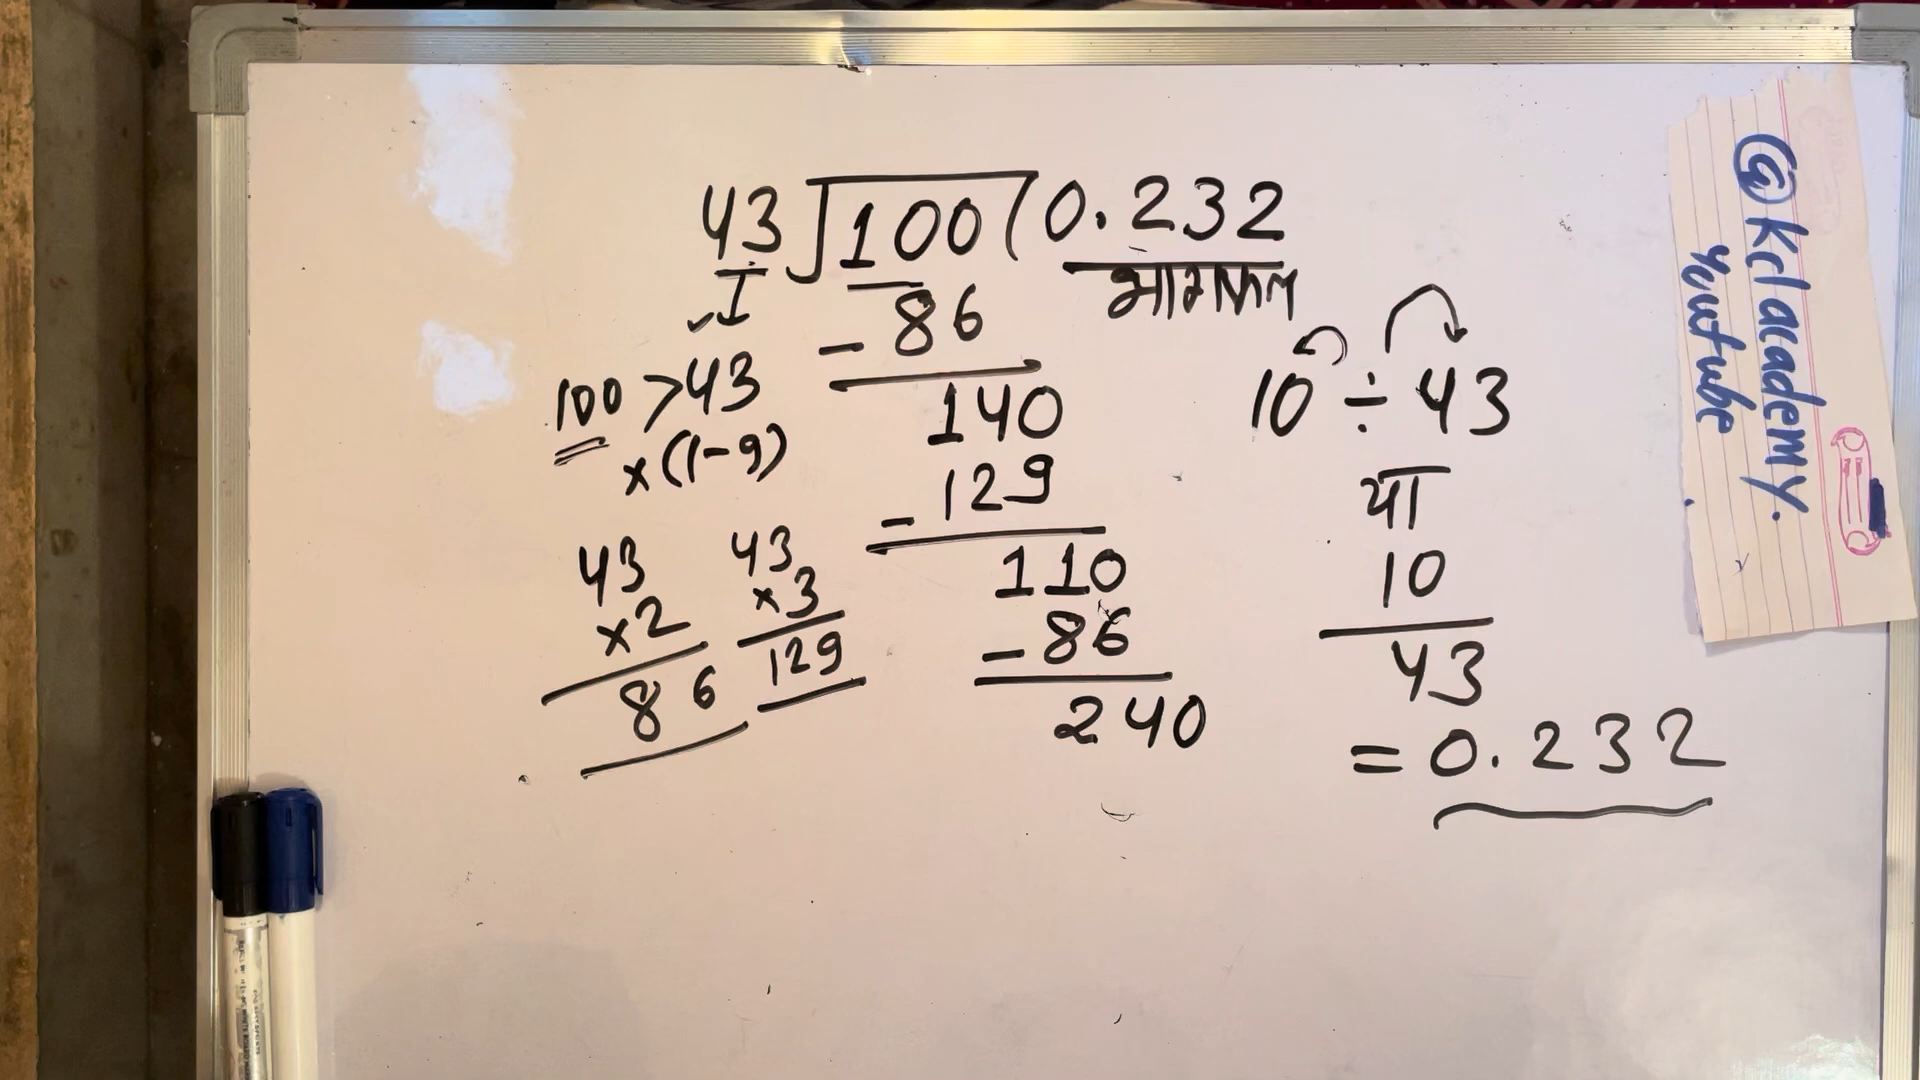 43 ) 100 ( 0.232
भागफल
I
- 86
140
- 129
110
- 86
240
100 > 43
x (1-9)
43
x2
86
43
x3
129
10 ÷ 43
या
10
43
= 0.232
@Kclacademy.
Youtube